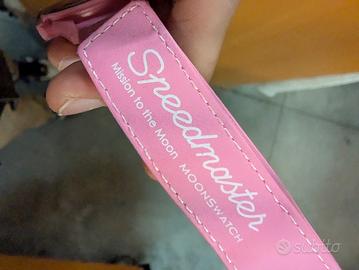 Speedmaster
Mission to the Moon MOONSWATCH
subito